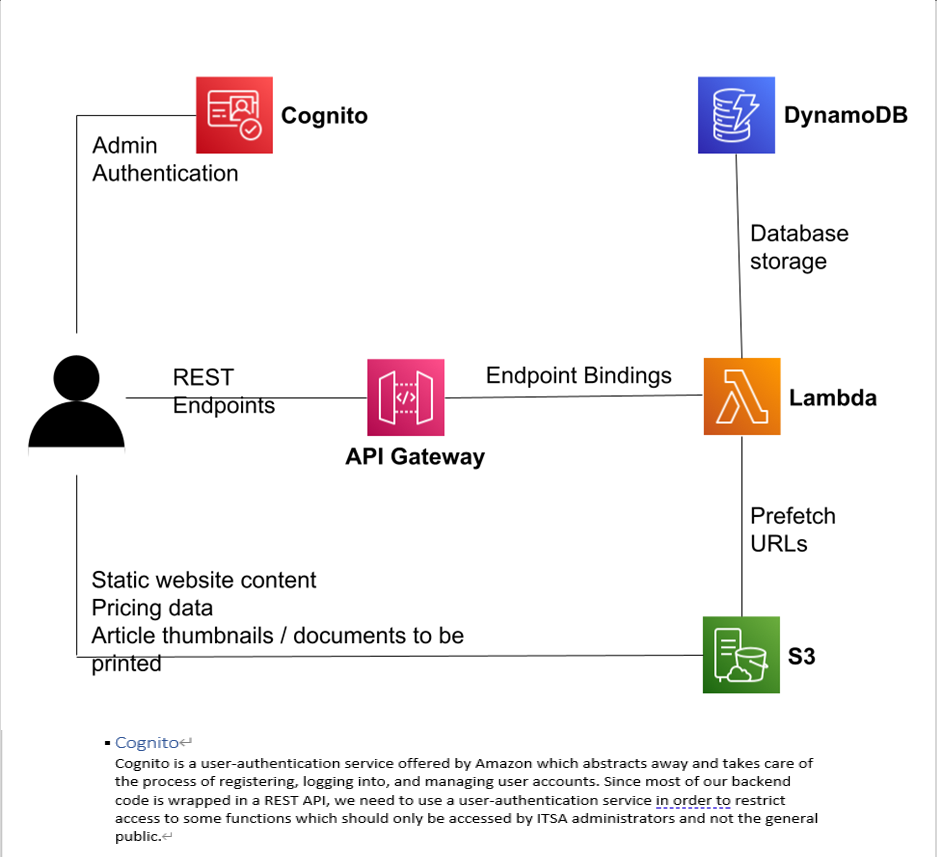 Cognito
DynamoDB
Admin
Authentication
Database
storage
REST
Endpoints
Endpoint Bindings
Lambda
API Gateway
Prefetch
URLs
Static website content
Pricing data
Article thumbnails / documents to be
printed
S3
▪ Cognito↵
Cognito is a user-authentication service offered by Amazon which abstracts away and takes care of
the process of registering, logging into, and managing user accounts. Since most of our backend
code is wrapped in a REST API, we need to use a user-authentication service in order to restrict
access to some functions which should only be accessed by ITSA administrators and not the general
public.↵